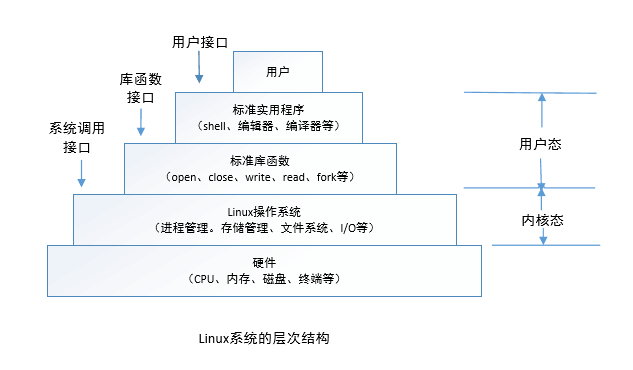 用户接口
用户
库函数
接口
标准实用程序
（shell、编辑器、编译器等）
系统调用
接口
用户态
标准库函数
（open、close、write、read、fork等）
Linux操作系统
（进程管理。存储管理、文件系统、I/O等）
内核态
硬件
（CPU、内存、磁盘、终端等）
Linux系统的层次结构